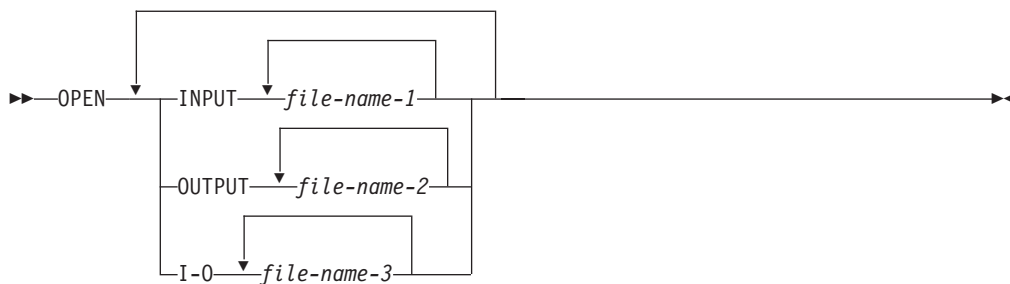 OPEN INPUT file-name-1
OUTPUT file-name-2
I-O file-name-3